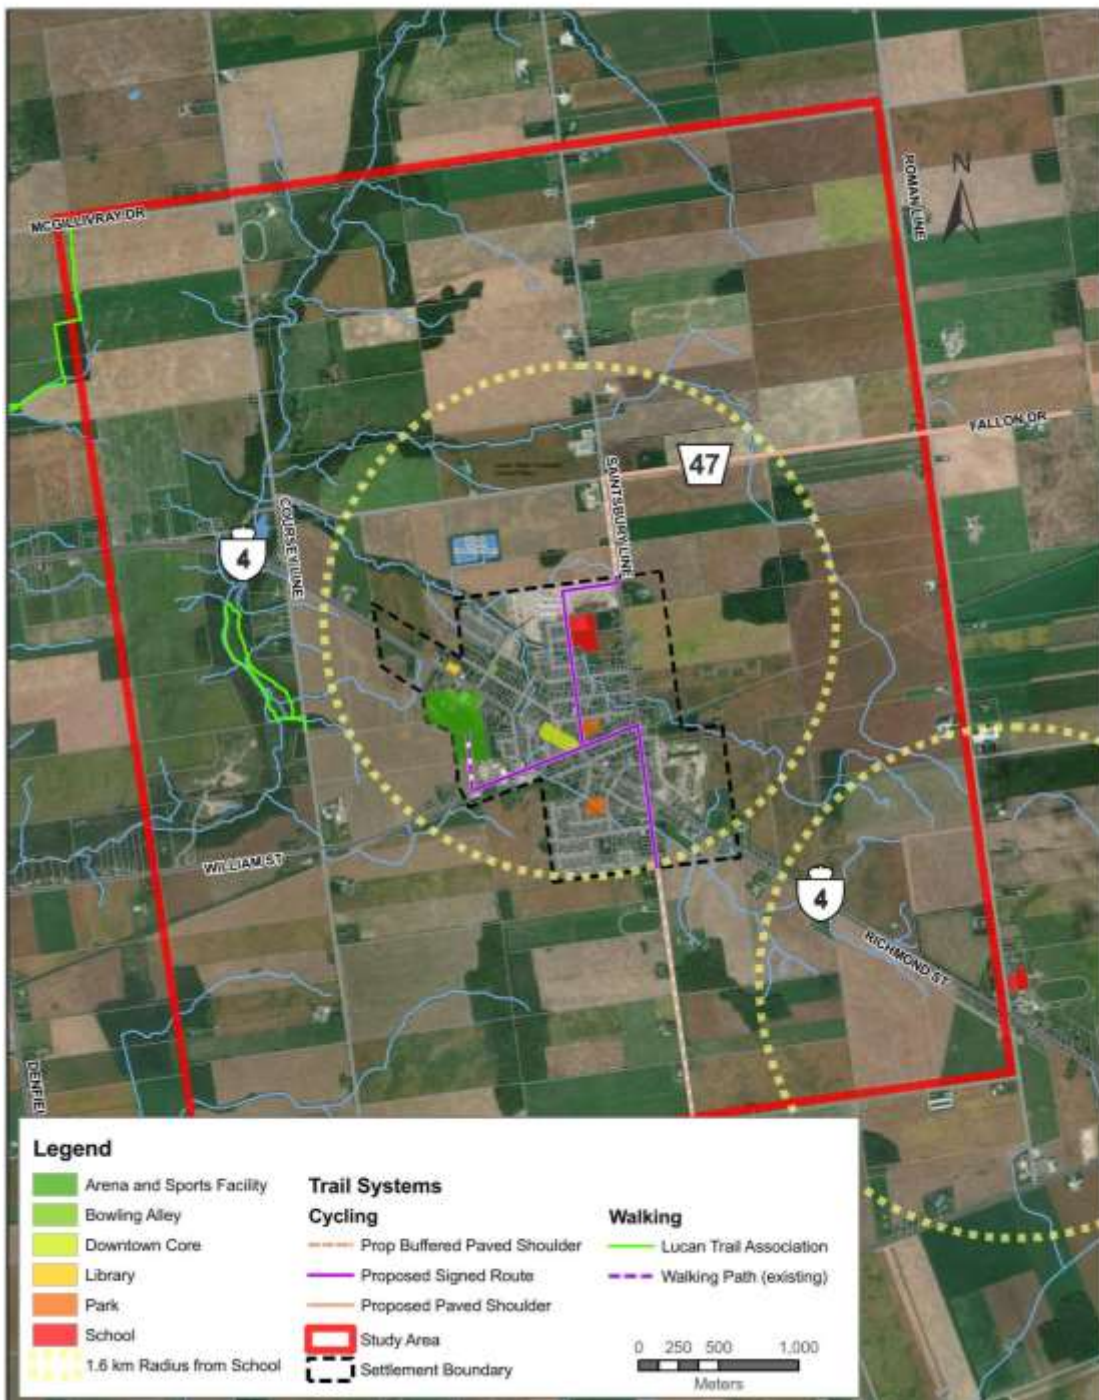 MCGILLIVRAY DR
ROMAN LINE
N
FALLON DR
47
SAINTSBURY LINE
4
COURSEY LINE
WILLIAM ST
4
RICHMOND ST
DENFIEL
Legend
Arena and Sports Facility
Bowling Alley
Downtown Core
Library
Park
School
1.6 km Radius from School
Trail Systems
Cycling
Prop Buffered Paved Shoulder
Proposed Signed Route
Proposed Paved Shoulder
Study Area
Settlement Boundary
Walking
Lucan Trail Association
Walking Path (existing)
0 250 500 1,000
Meters